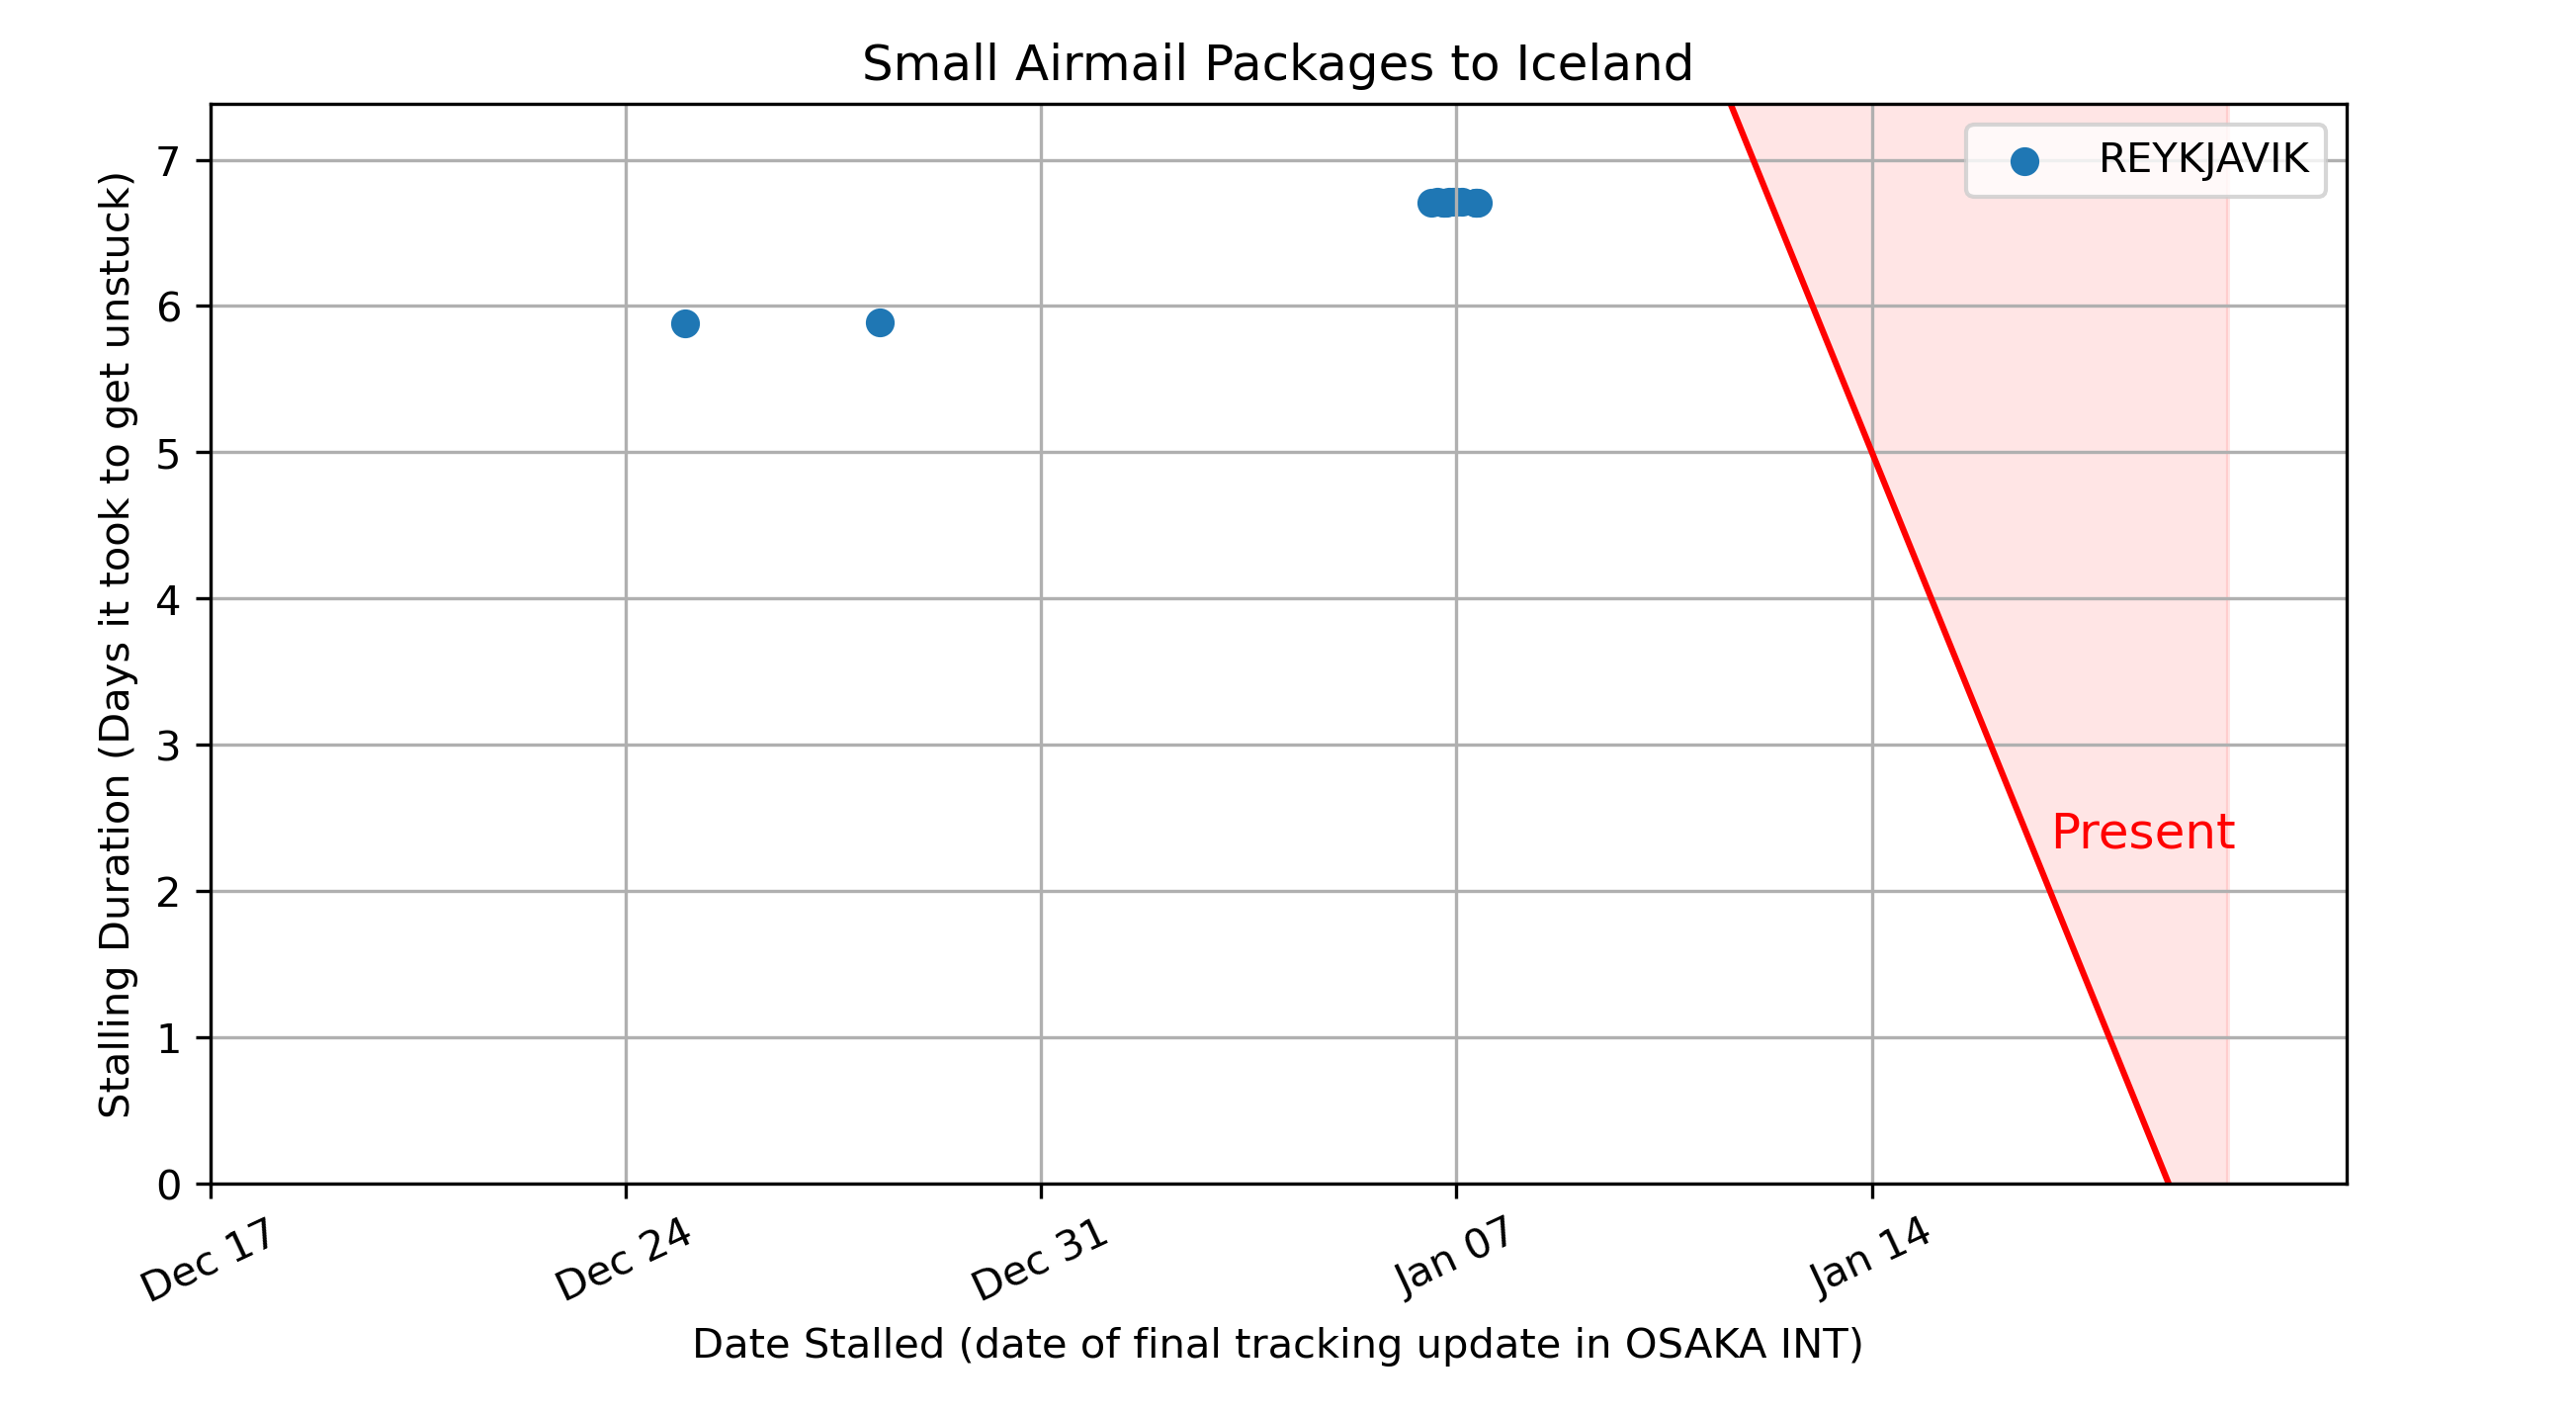 Small Airmail Packages to Iceland
REYKJAVIK
Stalling Duration (Days it took to get unstuck)
7
6
5
4
3
2
1
0
Present
Dec 17
Dec 24
Dec 31
Jan 07
Jan 14
Date Stalled (date of final tracking update in OSAKA INT)